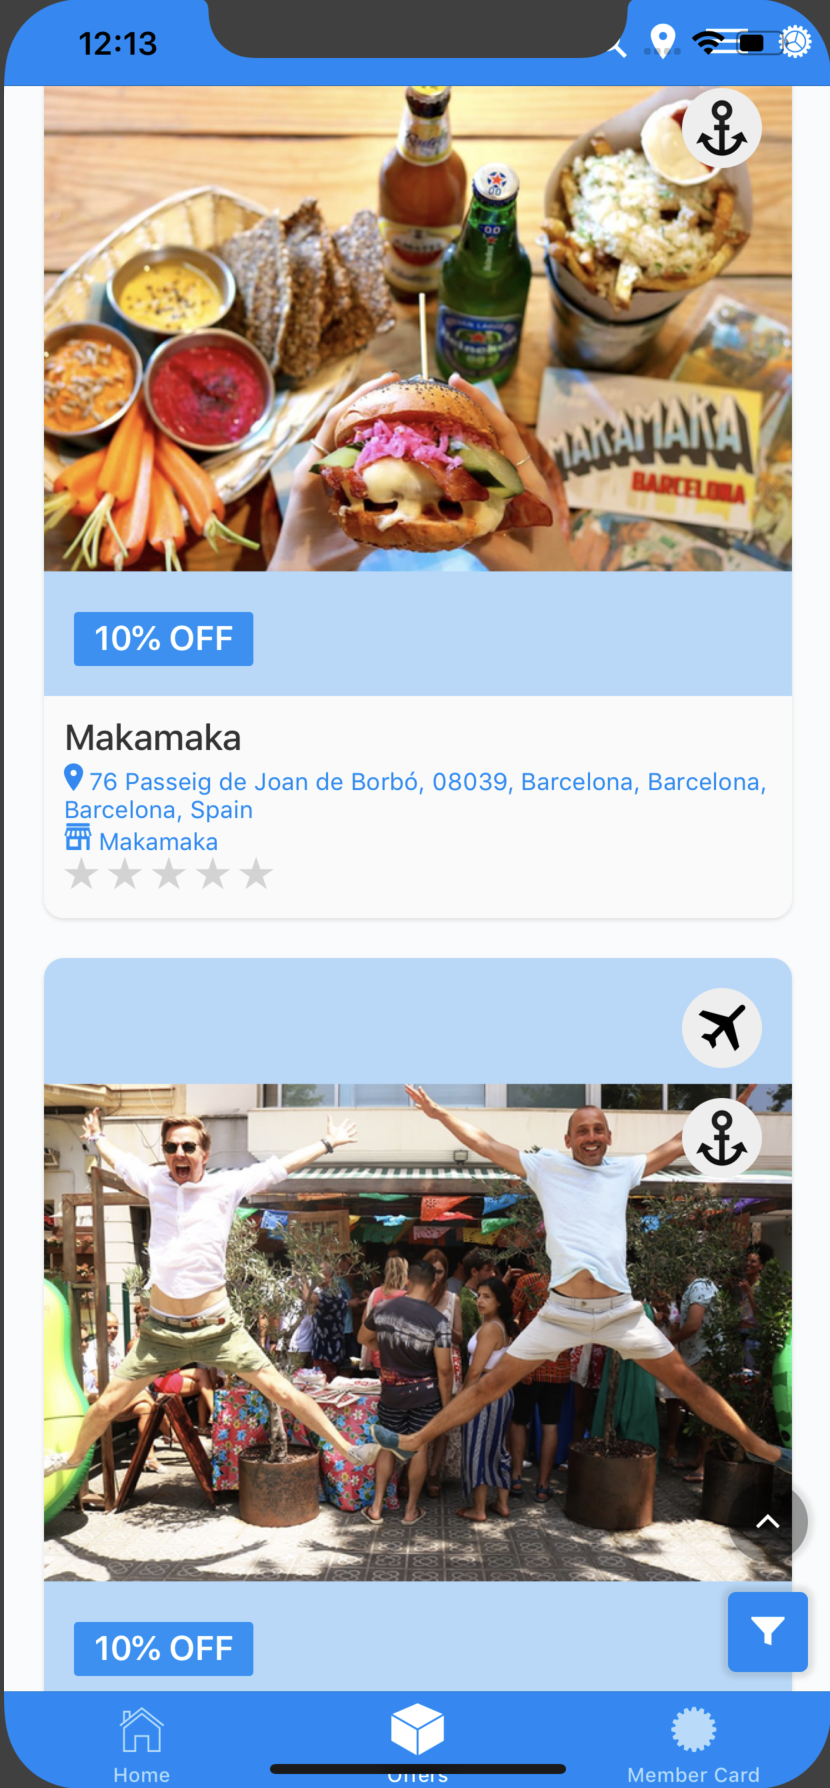 12:13
MAKAMAKA
BARCELONA
Heineken
10% OFF
Makamaka
76 Passeig de Joan de Borbó, 08039, Barcelona, Barcelona,
Barcelona, Spain
Makamaka
10% OFF
Home
Offers
Member Card